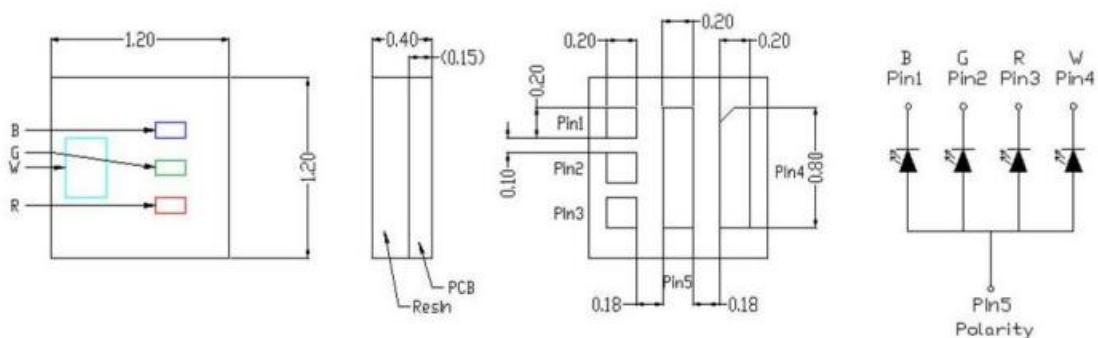 1.20
1.20
B
G
W
R
0.40
(0.15)
PCB
Resin
0.20
0.20
0.20
0.20
0.10
Pin1
Pin2
Pin3
Pin4
0.80
Pin5
0.18
0.18
B G R W
Pin1 Pin2 Pin3 Pin4
Pin5
Polarity